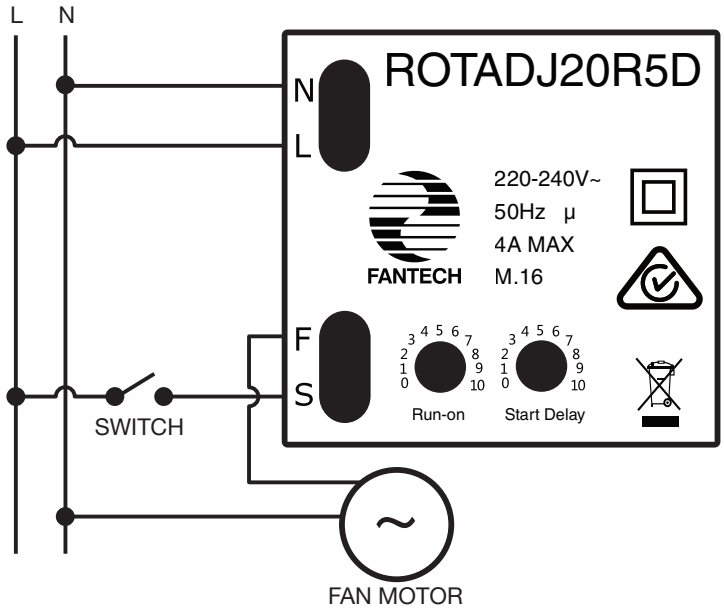 L N
ROTADJ20R5D
N
L
220-240V~
50Hz µ
4A MAX
M.16
FANTECH
F
S
0 1 2 3 4 5 6 7 8 9 10
Run-on
0 1 2 3 4 5 6 7 8 9 10
Start Delay
SWITCH
~
FAN MOTOR